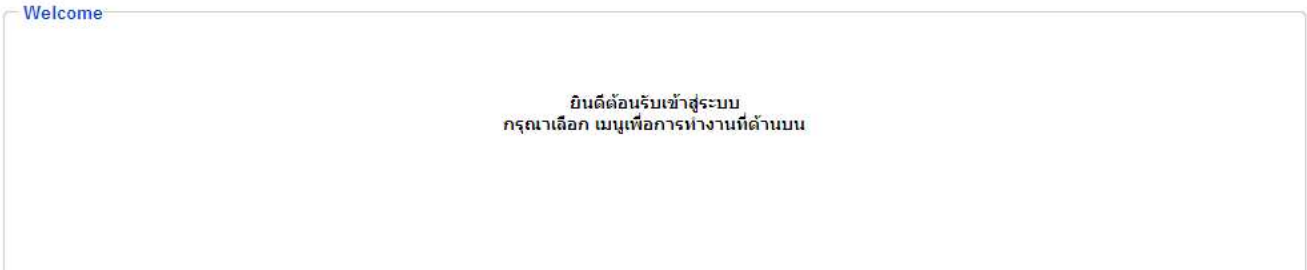 Welcome
ยินดีต้อนรับเข้าสู่ระบบ
กรุณาเลือก เมนูเพื่อการทำงานที่ด้านบน